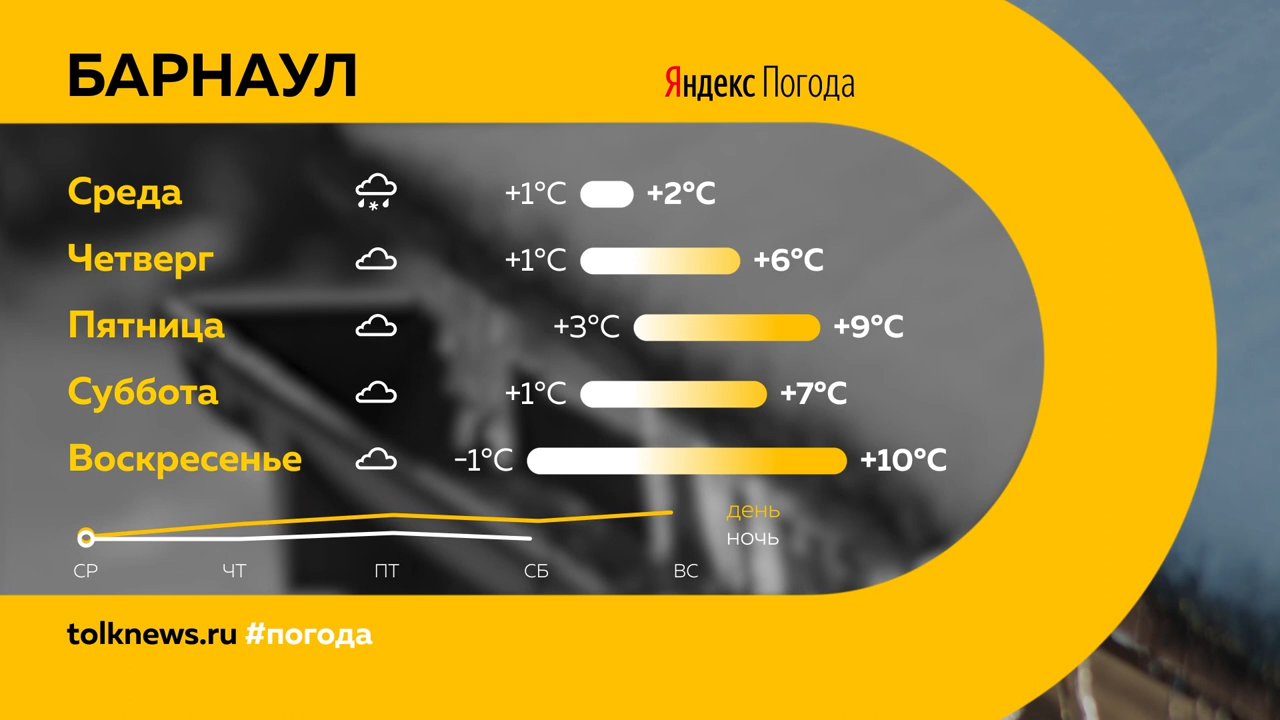 БАРНАУЛ
Яндекс Погода
Среда +1°C +2°C
Четверг +1°C +6°C
Пятница +3°C +9°C
Суббота +1°C +7°C
Воскресенье -1°C +10°C
день
ночь
СР ЧТ ПТ СБ ВС
tolknews.ru #погода